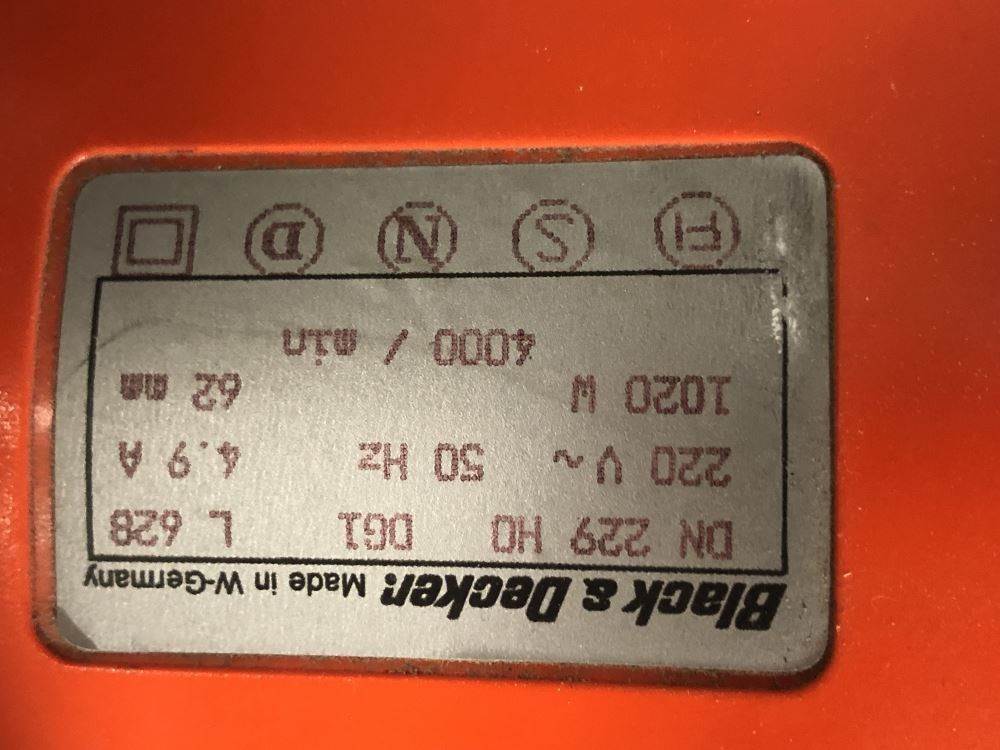 Black & Decker. Made in W-Germany
DN 229 HO DG1 L 628
220 V ~ 50 Hz 4.9 A
1020 W 62 mm
4000 / min
FI S N D